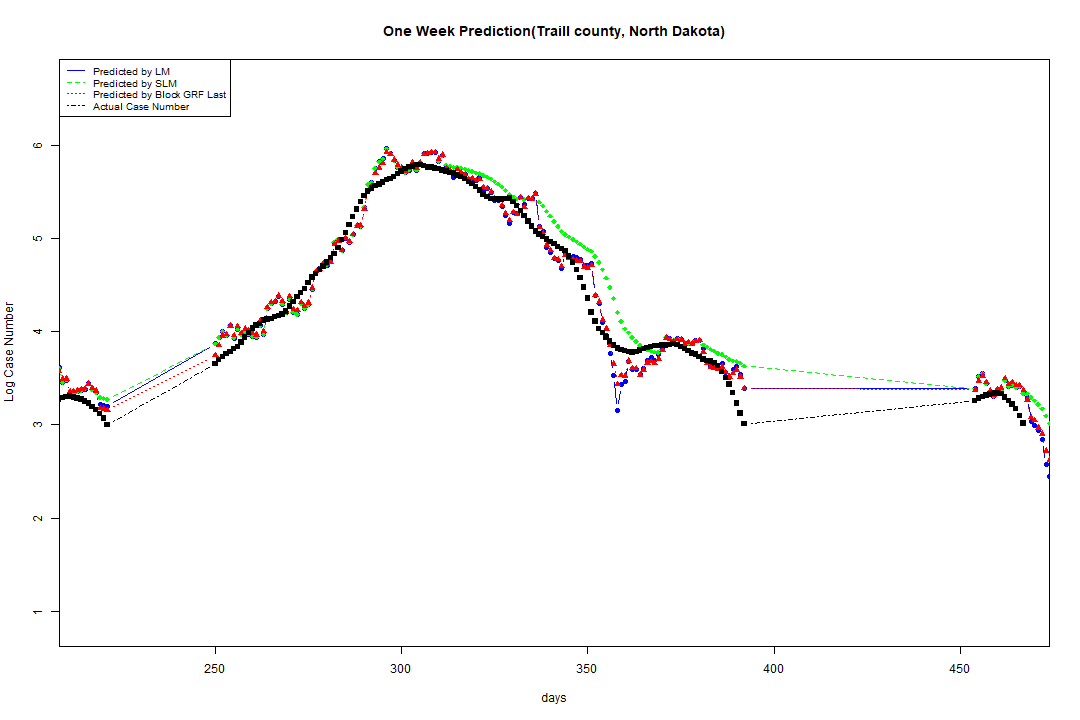 One Week Prediction(Traill county, North Dakota)
Predicted by LM
Predicted by SLM
Predicted by Block GRF Last
Actual Case Number
Log Case Number
6
5
4
3
2
1
250 300 350 400 450
days